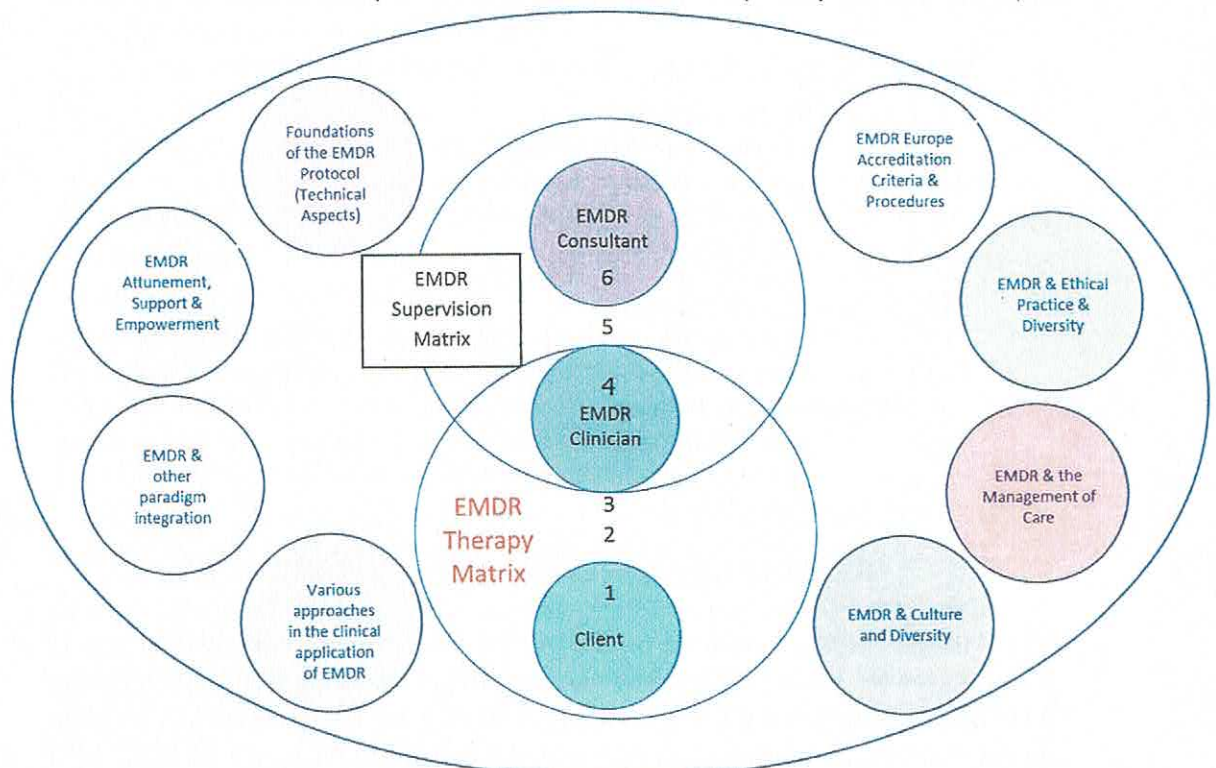 Foundations
of the EMDR
Protocol
(Technical
Aspects)
EMDR Europe
Accreditation
Criteria &
Procedures
EMDR
Consultant
6
EMDR
Attunement,
Support &
Empowerment
EMDR
Supervision
Matrix
5
EMDR & Ethical
Practice &
Diversity
4
EMDR
Clinician
EMDR &
other
paradigm
integration
EMDR & the
Management of
Care
3
2
EMDR
Therapy
Matrix
1
Client
Various
approaches
in the clinical
application
of EMDR
EMDR & Culture
and Diversity